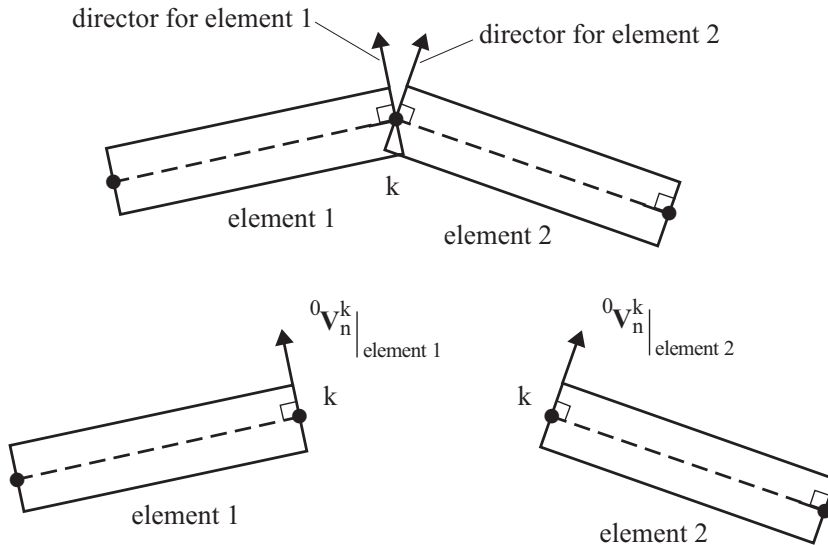 director for element 1
director for element 2
k
element 1
element 2
⁰Vₙᵏ|element 1
⁰Vₙᵏ|element 2
k
k
element 1
element 2